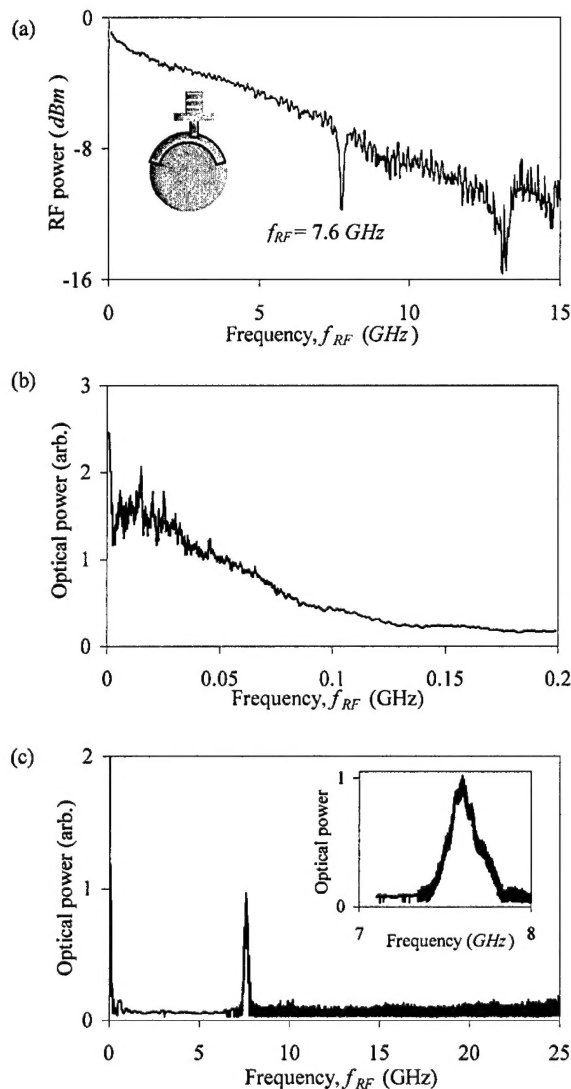 (a)
0
-8
-16
RF power (dBm)
f_RF = 7.6 GHz
0 5 10 15
Frequency, f_RF (GHz)
(b)
3
2
1
0
Optical power (arb.)
0 0.05 0.1 0.15 0.2
Frequency, f_RF (GHz)
(c)
2
1
0
Optical power (arb.)
1
0
Optical power
7 8
Frequency (GHz)
0 5 10 15 20 25
Frequency, f_RF (GHz)